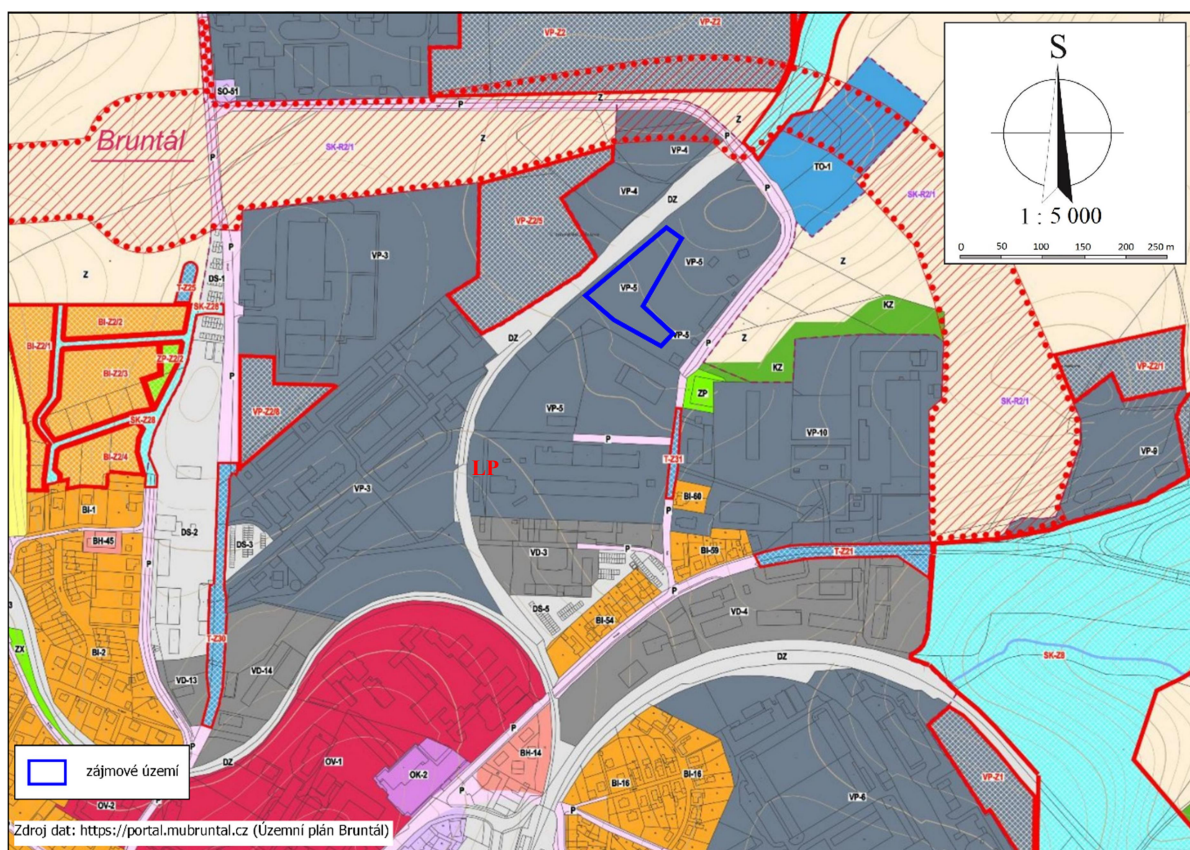 VP-Z2
VP-Z2
SO-51
P
Z
Z
P
Bruntál
P
SK-R2/1
Z
VP-4
TO-1
P
VP-4
DZ
SK-R2/1
VP-Z2/5
S
1 : 5 000
0 50 100 150 200 250 m
P
VP-3
VP-5
Z
DS-1
Z
T-Z25
VP-5
SK-Z26
KZ
BI-Z2/2
VP-5
DZ
Z
BI-Z2/1
ZP-Z2/2
KZ
BI-Z2/3
P
VP-Z2/1
ZP
SK-R2/1
VP-Z2/6
VP-5
SK-Z28
P
VP-10
VP-9
BI-Z2/4
LP
T-Z31
VP-3
BI-60
BI-1
P
DS-2
BH-45
DS-3
VD-3
P
BI-59
T-Z21
P
P
DS-5
VD-4
BI-54
T-Z30
ZX
BI-2
DZ
SK-Z8
VD-14
VD-13
P
P
DZ
BH-14
OV-1
OK-2
zájmové území
BI-16
BI-16
VP-Z1
P
VP-6
OV-2
P
P
Zdroj dat: https://portal.mubruntal.cz (Územní plán Bruntál)